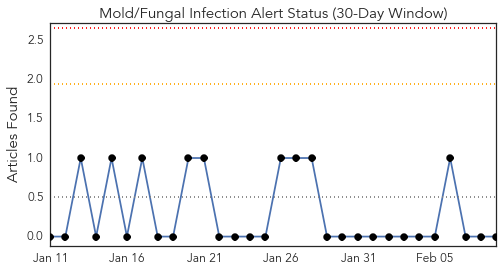 Mold/Fungal Infection Alert Status (30-Day Window)
Articles Found
2.5
2.0
1.5
1.0
0.5
0.0
Jan 11 Jan 16 Jan 21 Jan 26 Jan 31 Feb 05